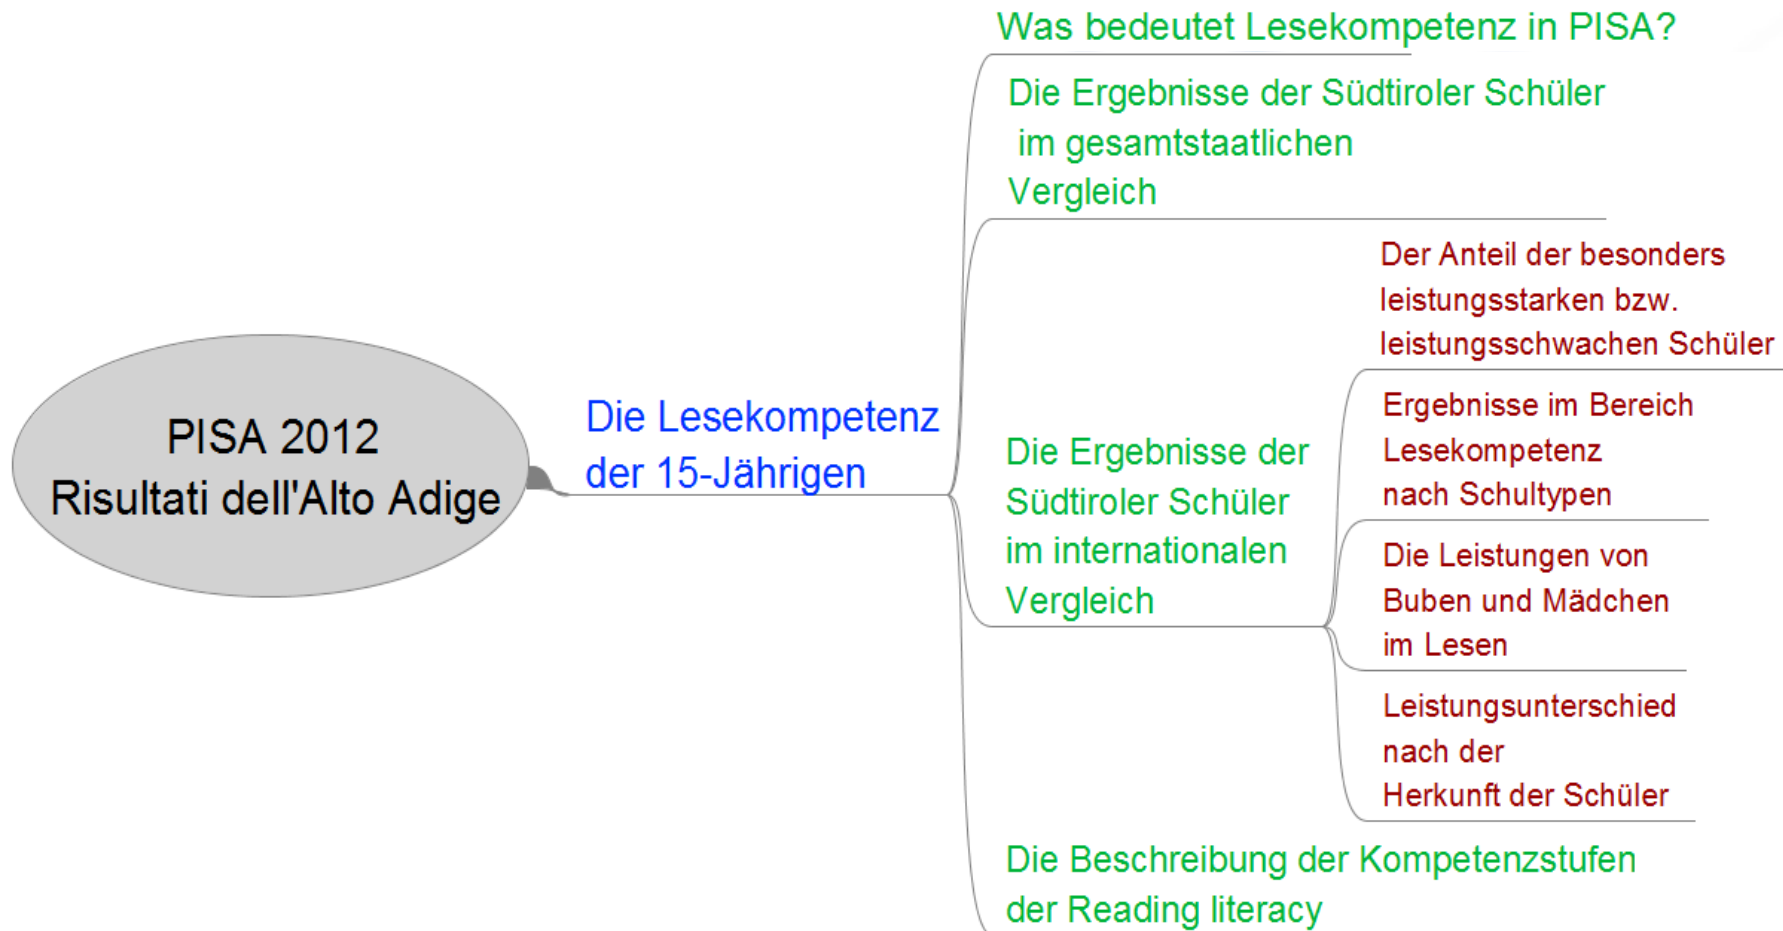 PISA 2012
Risultati dell'Alto Adige
Die Lesekompetenz
der 15-Jährigen
Was bedeutet Lesekompetenz in PISA?
Die Ergebnisse der Südtiroler Schüler
im gesamtstaatlichen
Vergleich
Die Ergebnisse der
Südtiroler Schüler
im internationalen
Vergleich
Der Anteil der besonders
leistungsstarken bzw.
leistungsschwachen Schüler
Ergebnisse im Bereich
Lesekompetenz
nach Schultypen
Die Leistungen von
Buben und Mädchen
im Lesen
Leistungsunterschied
nach der
Herkunft der Schüler
Die Beschreibung der Kompetenzstufen
der Reading literacy